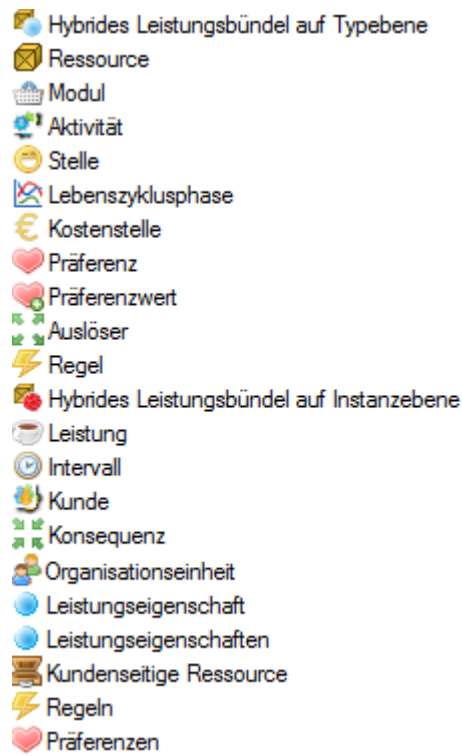 Hybrides Leistungsbündel auf Typebene
Ressource
Modul
Aktivität
Stelle
Lebenszyklusphase
Kostenstelle
Präferenz
Präferenzwert
Auslöser
Regel
Hybrides Leistungsbündel auf Instanzebene
Leistung
Intervall
Kunde
Konsequenz
Organisationseinheit
Leistungseigenschaft
Leistungseigenschaften
Kundenseitige Ressource
Regeln
Präferenzen